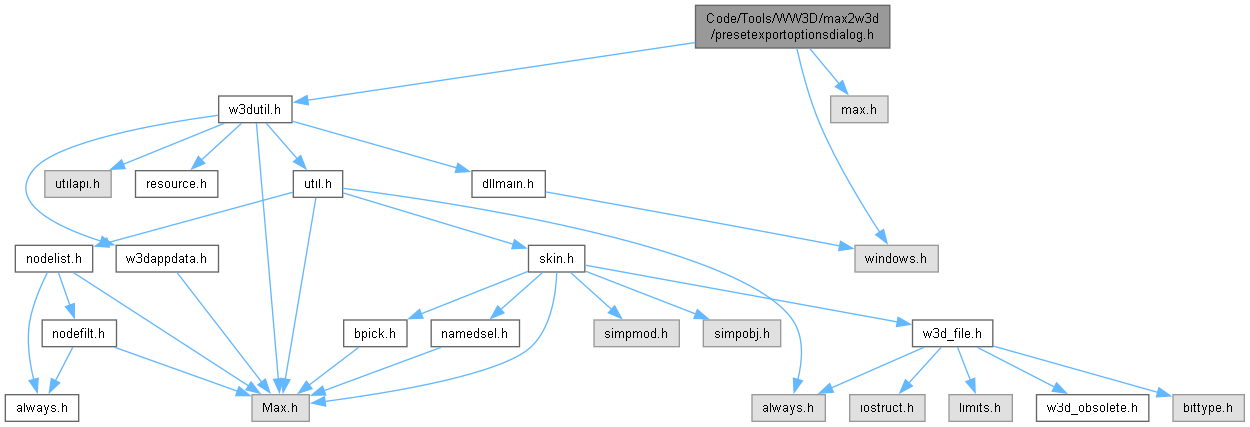 Code/Tools/WW3D/max2w3d
/presetexportoptionsdialog.h
w3dutil.h
max.h
utilapi.h
resource.h
util.h
dllmain.h
nodelist.h
w3dappdata.h
skin.h
windows.h
nodefilt.h
bpick.h
namedsel.h
simpmod.h
simpobj.h
w3d_file.h
always.h
Max.h
always.h
iostruct.h
limits.h
w3d_obsolete.h
bittype.h